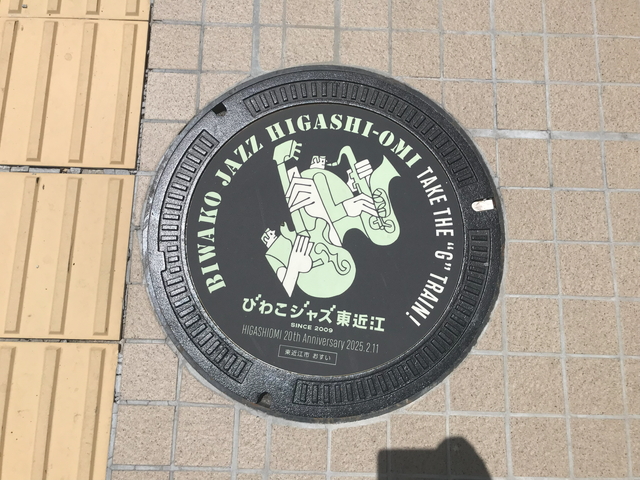 BIWAKO JAZZ HIGASHI-OMI TAKE THE "G" TRAIN!
びわこジャズ東近江
SINCE 2009
HIGASHIOMI 20th Anniversary 2025.2.11
東近江市 おすい